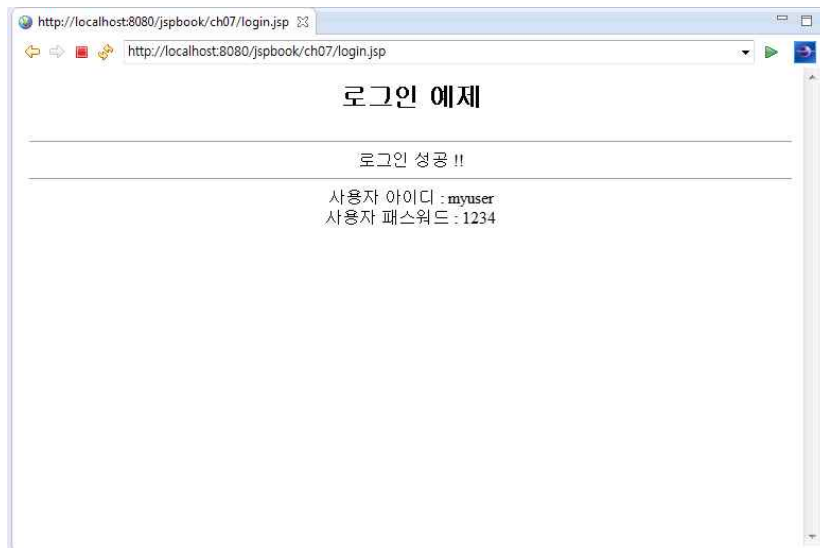 http://localhost:8080/jspbook/ch07/login.jsp
http://localhost:8080/jspbook/ch07/login.jsp
로그인 예제
로그인 성공 !!
사용자 아이디 : myuser
사용자 패스워드 : 1234